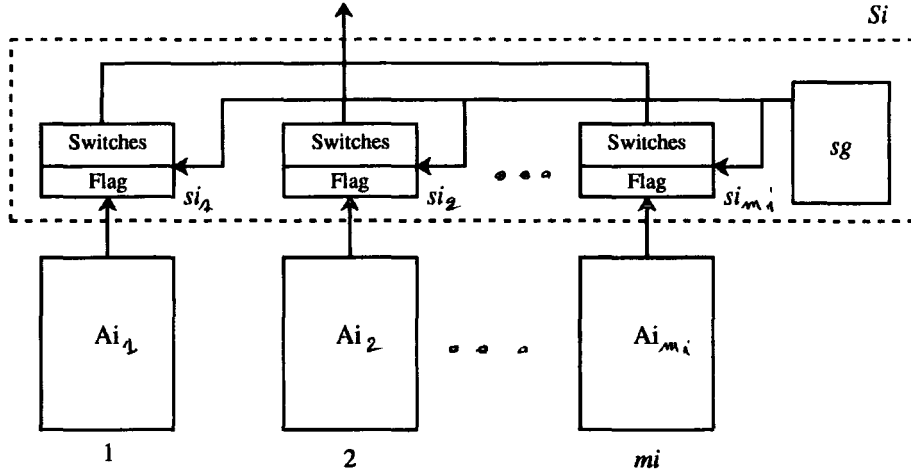 Si
Switches Switches Switches sg
Flag Flag Flag
si1 si2 simi
Ai1 Ai2 Aimi
1 2 mi